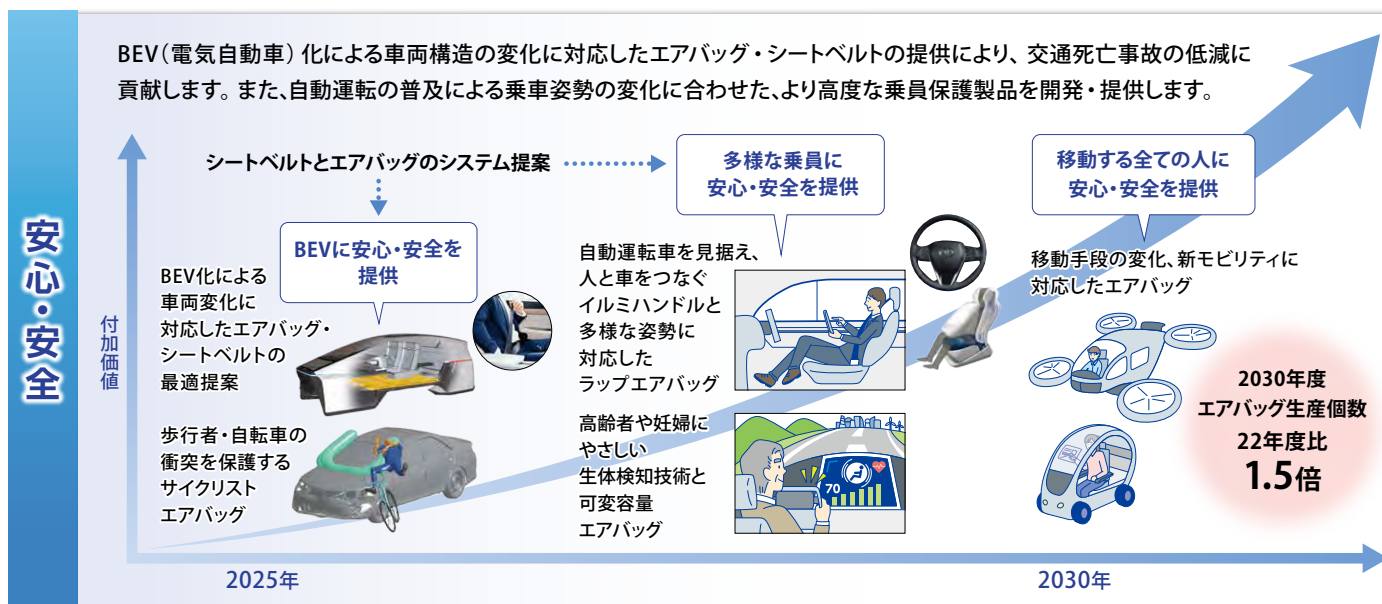 安心・安全
BEV（電気自動車）化による車両構造の変化に対応したエアバッグ・シートベルトの提供により、交通死亡事故の低減に
貢献します。また、自動運転の普及による乗車姿勢の変化に合わせた、より高度な乗員保護製品を開発・提供します。
付加価値
シートベルトとエアバッグのシステム提案
BEVに安心・安全を
提供
BEV化による
車両変化に
対応したエアバッグ・
シートベルトの
最適提案
歩行者・自転車の
衝突を保護する
サイクリスト
エアバッグ
多様な乗員に
安心・安全を提供
自動運転車を見据え、
人と車をつなぐ
イルミハンドルと
多様な姿勢に
対応した
ラップエアバッグ
高齢者や妊婦に
やさしい
生体検知技術と
可変容量
エアバッグ
70
移動する全ての人に
安心・安全を提供
移動手段の変化、新モビリティに
対応したエアバッグ
2030年度
エアバッグ生産個数
22年度比
1.5倍
2025年
2030年